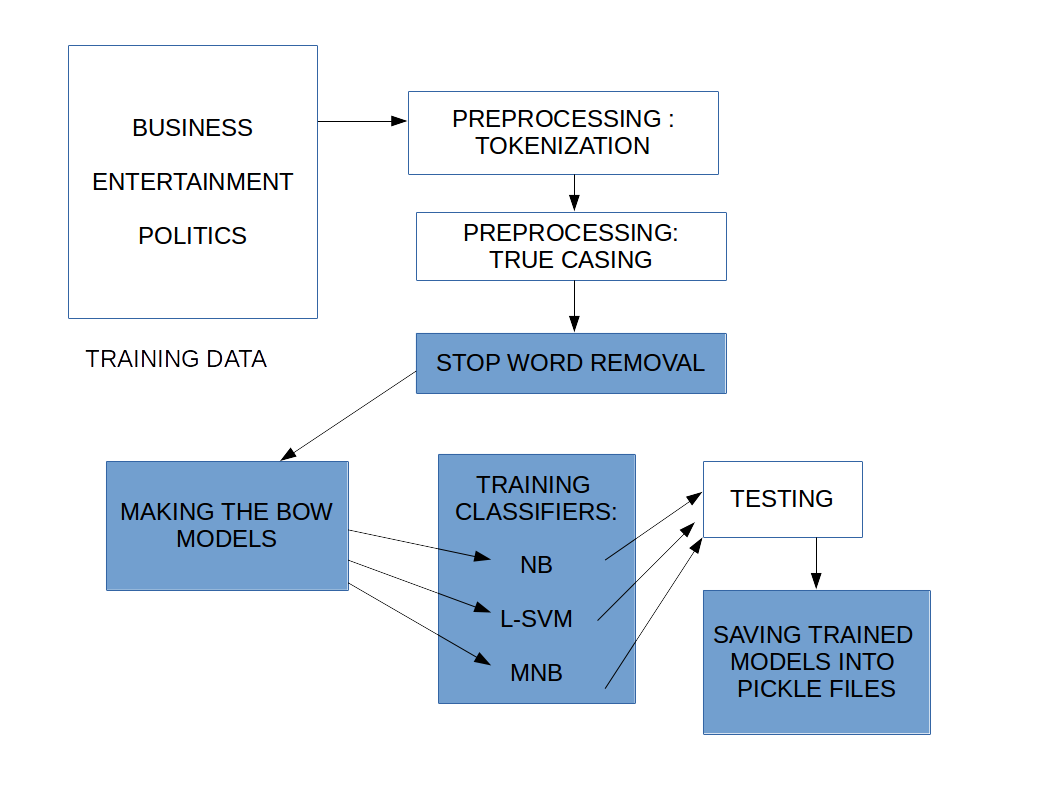 BUSINESS
ENTERTAINMENT
POLITICS
TRAINING DATA
PREPROCESSING :
TOKENIZATION
PREPROCESSING:
TRUE CASING
STOP WORD REMOVAL
MAKING THE BOW
MODELS
TRAINING
CLASSIFIERS:
NB
L-SVM
MNB
TESTING
SAVING TRAINED
MODELS INTO
PICKLE FILES